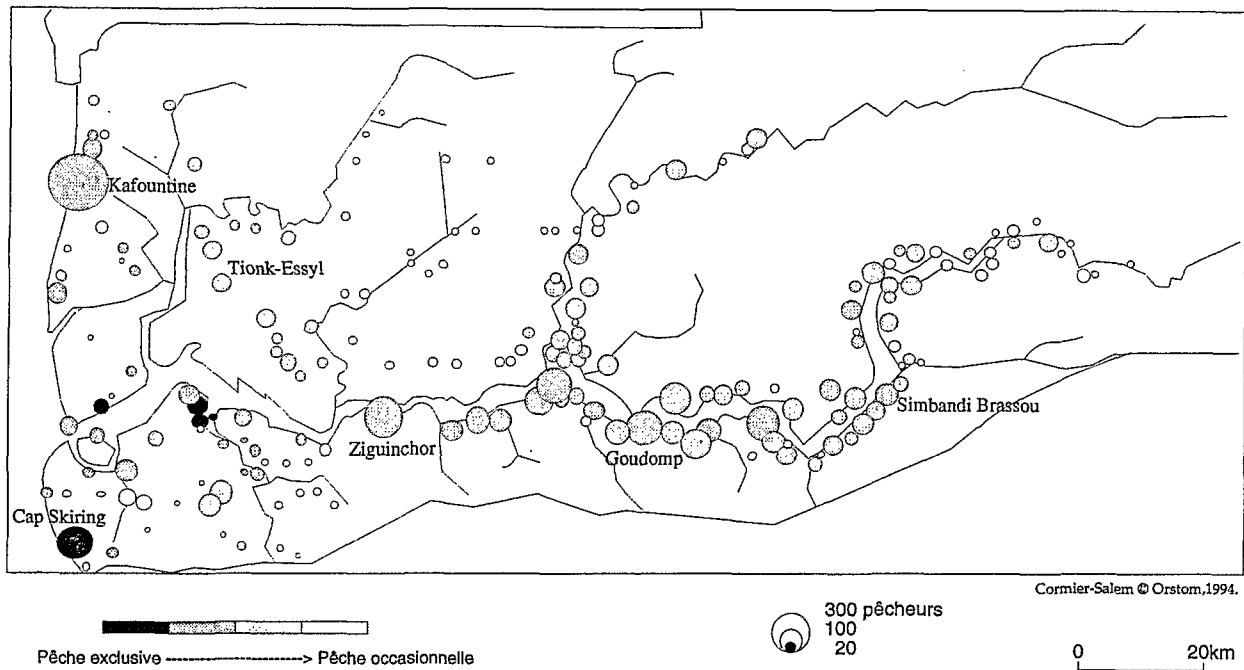 Kafountine
Tionk-Essyl
Simbandi Brassou
Ziguinchor
Goudomp
Cap Skiring
Cormier-Salem © Orstom,1994.
300 pêcheurs
100
20
Pêche exclusive ----------------> Pêche occasionnelle
0 20km